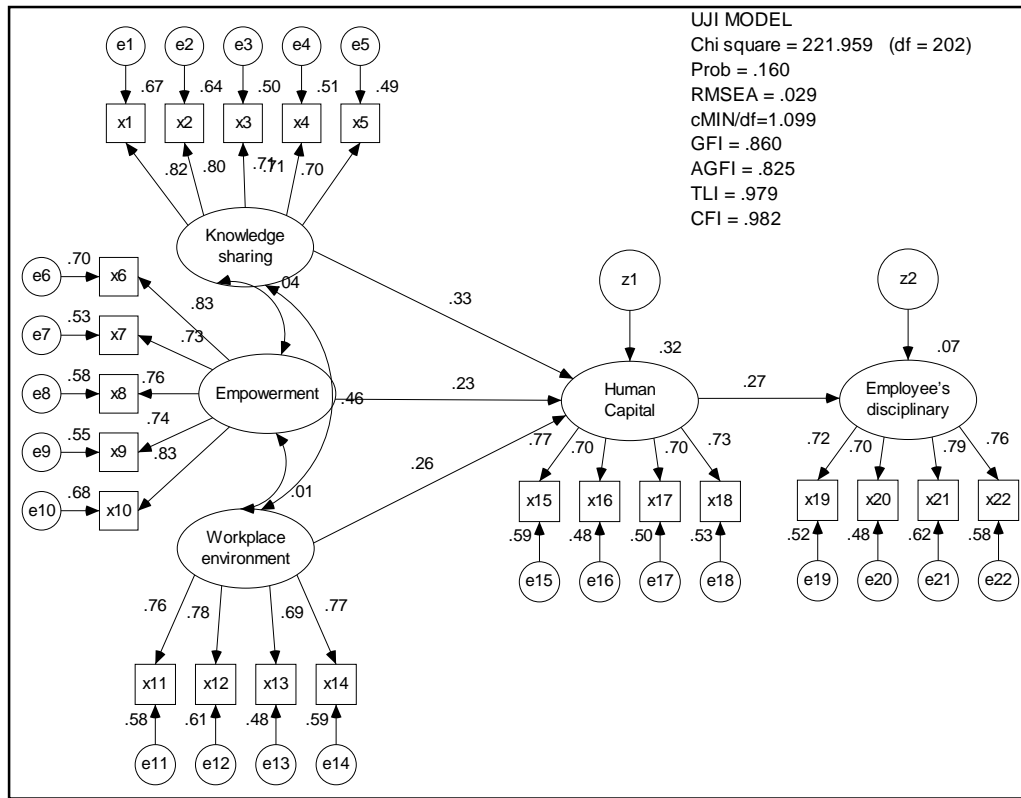 UJI MODEL
Chi square = 221.959 (df = 202)
Prob = .160
RMSEA = .029
cMIN/df=1.099
GFI = .860
AGFI = .825
TLI = .979
CFI = .982
e1 e2 e3 e4 e5
.67 .64 .50 .51 .49
x1 x2 x3 x4 x5
.82 .80 .71 .71 .70
Knowledge
sharing
.04
.33
e6 .70 x6
.83
e7 .53 x7
.73
e8 .58 x8
.76
e9 .55 x9
.74
e10 .68 x10
.83
Empowerment
.46
.23
.01
Workplace
environment
.26
.76 .78 .69 .77
x11 x12 x13 x14
.58 .61 .48 .59
e11 e12 e13 e14
z1
.32
Human
Capital
.27
.77 .70 .70 .73
x15 x16 x17 x18
.59 .48 .50 .53
e15 e16 e17 e18
z2
.07
Employee's
disciplinary
.72 .70 .79 .76
x19 x20 x21 x22
.52 .48 .62 .58
e19 e20 e21 e22